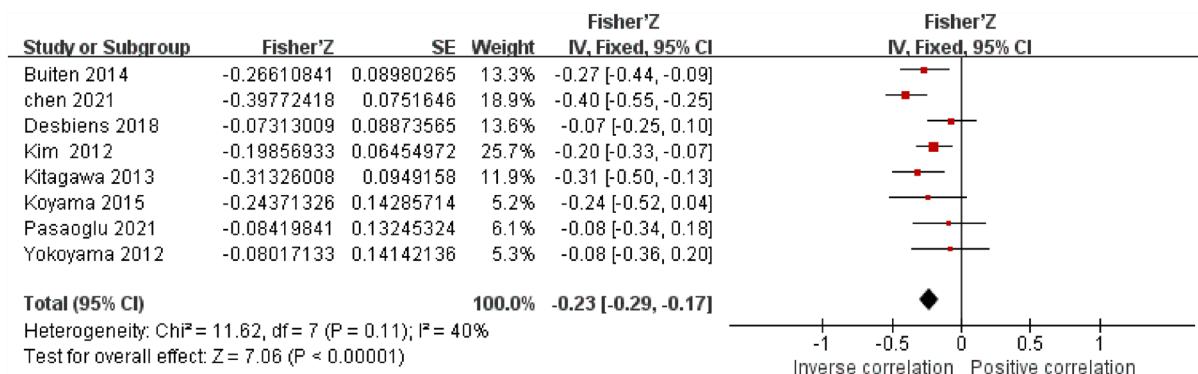 Fisher'Z Fisher'Z
Study or Subgroup Fisher'Z SE Weight IV, Fixed, 95% CI IV, Fixed, 95% CI
Buiten 2014 -0.26610841 0.08980265 13.3% -0.27 [-0.44, -0.09]
chen 2021 -0.39772418 0.0751646 18.9% -0.40 [-0.55, -0.25]
Desbiens 2018 -0.07313009 0.08873565 13.6% -0.07 [-0.25, 0.10]
Kim 2012 -0.19856933 0.06454972 25.7% -0.20 [-0.33, -0.07]
Kitagawa 2013 -0.31326008 0.0949158 11.9% -0.31 [-0.50, -0.13]
Koyama 2015 -0.24371326 0.14285714 5.2% -0.24 [-0.52, 0.04]
Pasaoglu 2021 -0.08419841 0.13245324 6.1% -0.08 [-0.34, 0.18]
Yokoyama 2012 -0.08017133 0.14142136 5.3% -0.08 [-0.36, 0.20]
Total (95% CI) 100.0% -0.23 [-0.29, -0.17]
Heterogeneity: Chi² = 11.62, df = 7 (P = 0.11); I² = 40%
Test for overall effect: Z = 7.06 (P < 0.00001)
-1 -0.5 0 0.5 1
Inverse correlation Positive correlation